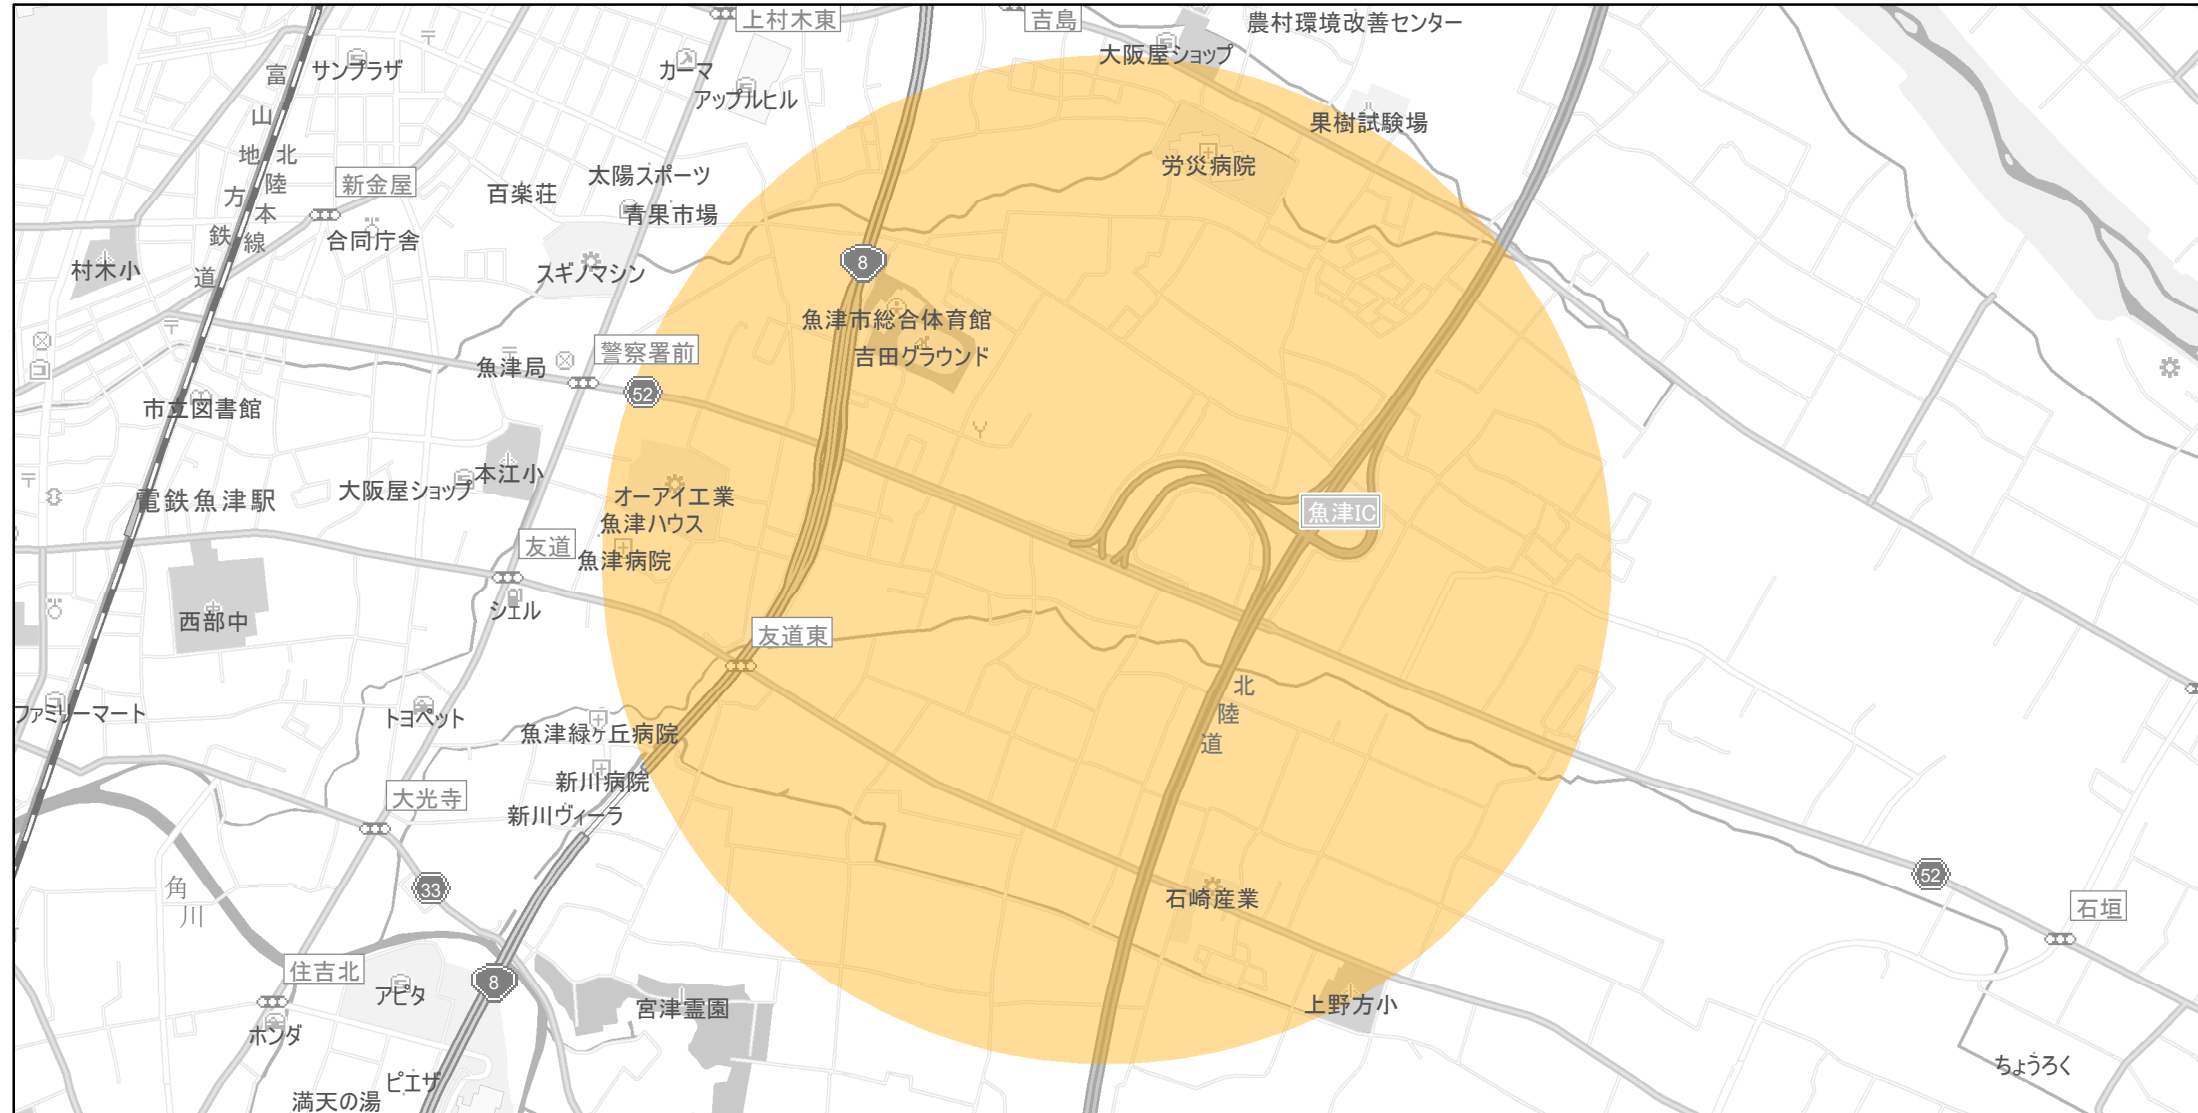 上村木東
吉島
農村環境改善センター
大阪屋ショップ
サンプラザ
カーマ
アップルヒル
果樹試験場
富山地方鉄道
北陸本線
新金屋
太陽スポーツ
百楽荘
青果市場
労災病院
合同庁舎
村木小
スギノマシン
8
魚津市総合体育館
吉田グラウンド
警察署前
魚津局
52
市立図書館
本江小
大阪屋ショップ
電鉄魚津駅
オーアイ工業
魚津ハウス
魚津病院
魚津IC
友道
シェル
西部中
友道東
北陸道
ファミリーマート
トヨペット
魚津緑ヶ丘病院
新川病院
新川ヴィーラ
大光寺
角川
33
石崎産業
52
石垣
住吉北
アピタ
8
宮津霊園
上野方小
ホンダ
ピエザ
満天の湯
ちょうろく